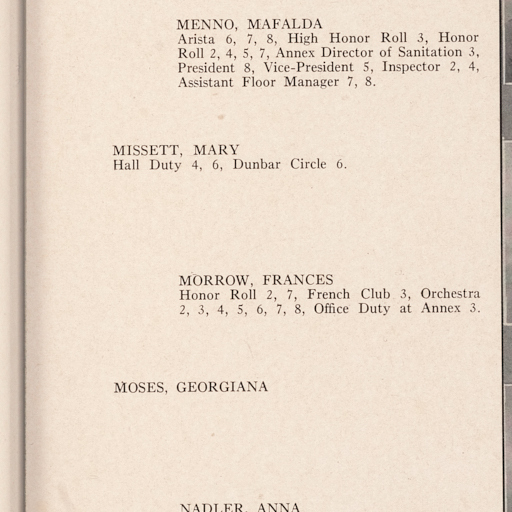 MENNO, MAFALDA
Arista 6, 7, 8, High Honor Roll 3, Honor
Roll 2, 4, 5, 7, Annex Director of Sanitation 3,
President 8, Vice-President 5, Inspector 2, 4,
Assistant Floor Manager 7, 8.
MISSETT, MARY
Hall Duty 4, 6, Dunbar Circle 6.
MORROW, FRANCES
Honor Roll 2, 7, French Club 3, Orchestra
2, 3, 4, 5, 6, 7, 8, Office Duty at Annex 3.
MOSES, GEORGIANA
NADLER, ANNA